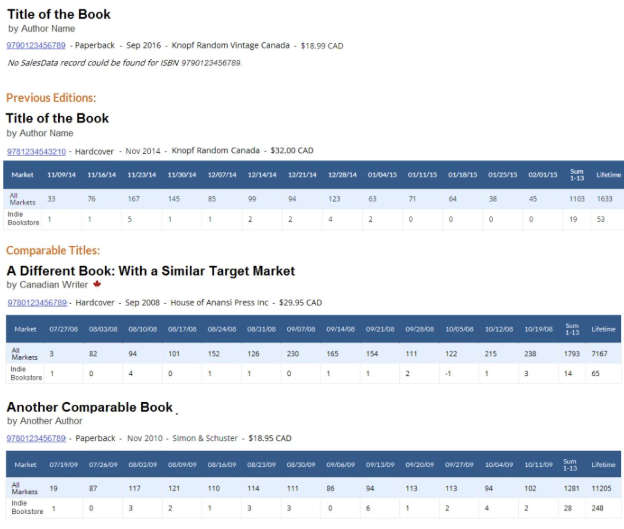 Title of the Book
by Author Name
9790123456789 - Paperback - Sep 2016 - Knopf Random Vintage Canada - $18.99 CAD
No SalesData record could be found for ISBN 9790123456789.
Previous Editions:
Title of the Book
by Author Name
9781234543210 - Hardcover - Nov 2014 - Knopf Random Canada - $32.00 CAD
Market 11/09/14 11/16/14 11/23/14 11/30/14 12/07/14 12/14/14 12/21/14 12/28/14 01/04/15 01/11/15 01/18/15 01/25/15 02/01/15 Sum 1-13 Lifetime
All Markets 33 76 167 145 85 99 94 123 63 71 64 38 45 1103 1633
Indie Bookstore 1 1 5 1 1 2 2 4 2 0 0 0 0 19 53
Comparable Titles:
A Different Book: With a Similar Target Market
by Canadian Writer
9780123456789 - Hardcover - Sep 2008 - House of Anansi Press Inc - $29.95 CAD
Market 07/27/08 08/03/08 08/10/08 08/17/08 08/24/08 08/31/08 09/07/08 09/14/08 09/21/08 09/28/08 10/05/08 10/12/08 10/19/08 Sum 1-13 Lifetime
All Markets 3 82 94 101 152 126 230 165 154 111 122 215 238 1793 7167
Indie Bookstore 1 0 4 0 1 1 0 1 1 2 -1 1 3 14 65
Another Comparable Book
by Another Author
9780123456789 - Paperback - Nov 2010 - Simon & Schuster - $18.95 CAD
Market 07/19/09 07/26/09 08/02/09 08/09/09 08/16/09 08/23/09 08/30/09 09/06/09 09/13/09 09/20/09 09/27/09 10/04/09 10/11/09 Sum 1-13 Lifetime
All Markets 19 87 117 121 110 114 111 86 94 113 113 94 102 1281 11205
Indie Bookstore 1 0 3 2 1 3 3 0 6 1 2 4 2 28 248